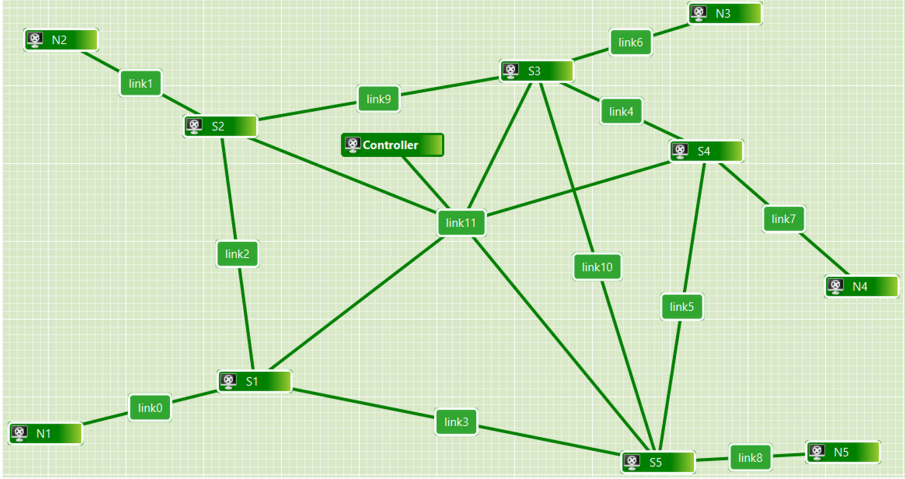 N3
N2
link6
S3
link1
link9
link4
S2
Controller
S4
link7
link11
link2
link10
N4
link5
S1
link0
link3
N1
N5
link8
S5